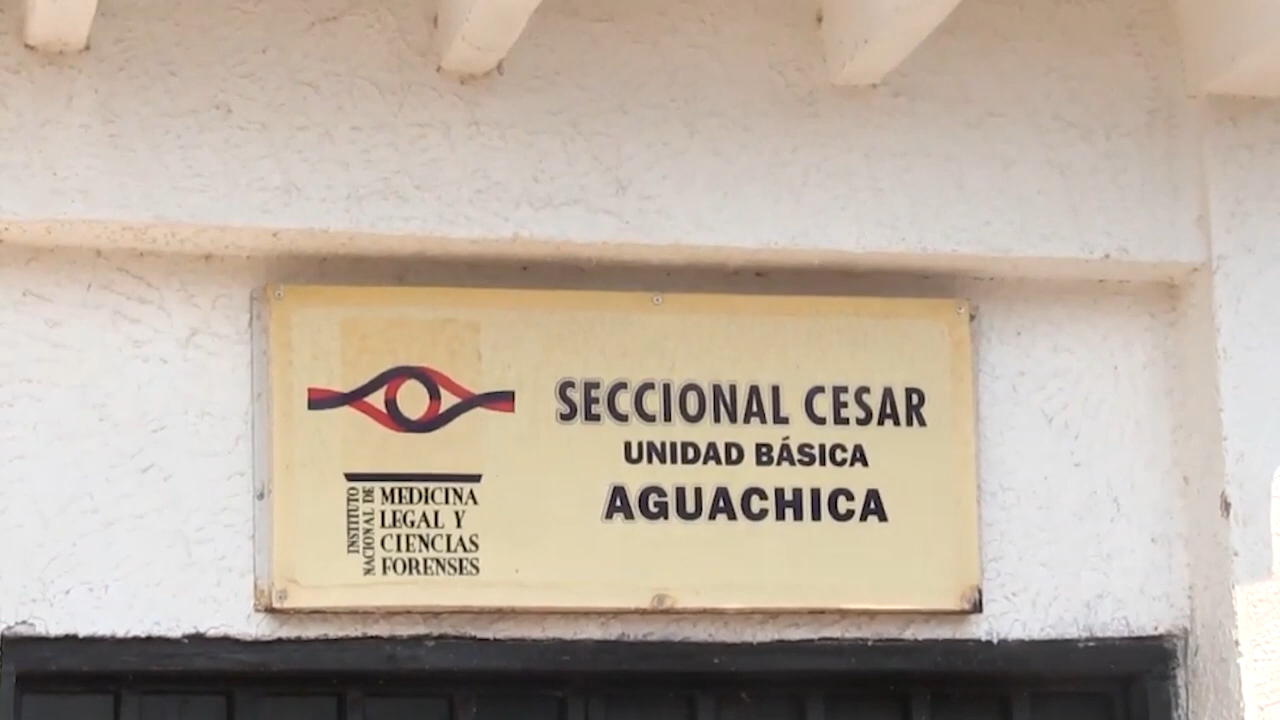 INSTITUTO
NACIONAL DE
MEDICINA
LEGAL Y
CIENCIAS
FORENSES
SECCIONAL CESAR
UNIDAD BÁSICA
AGUACHICA